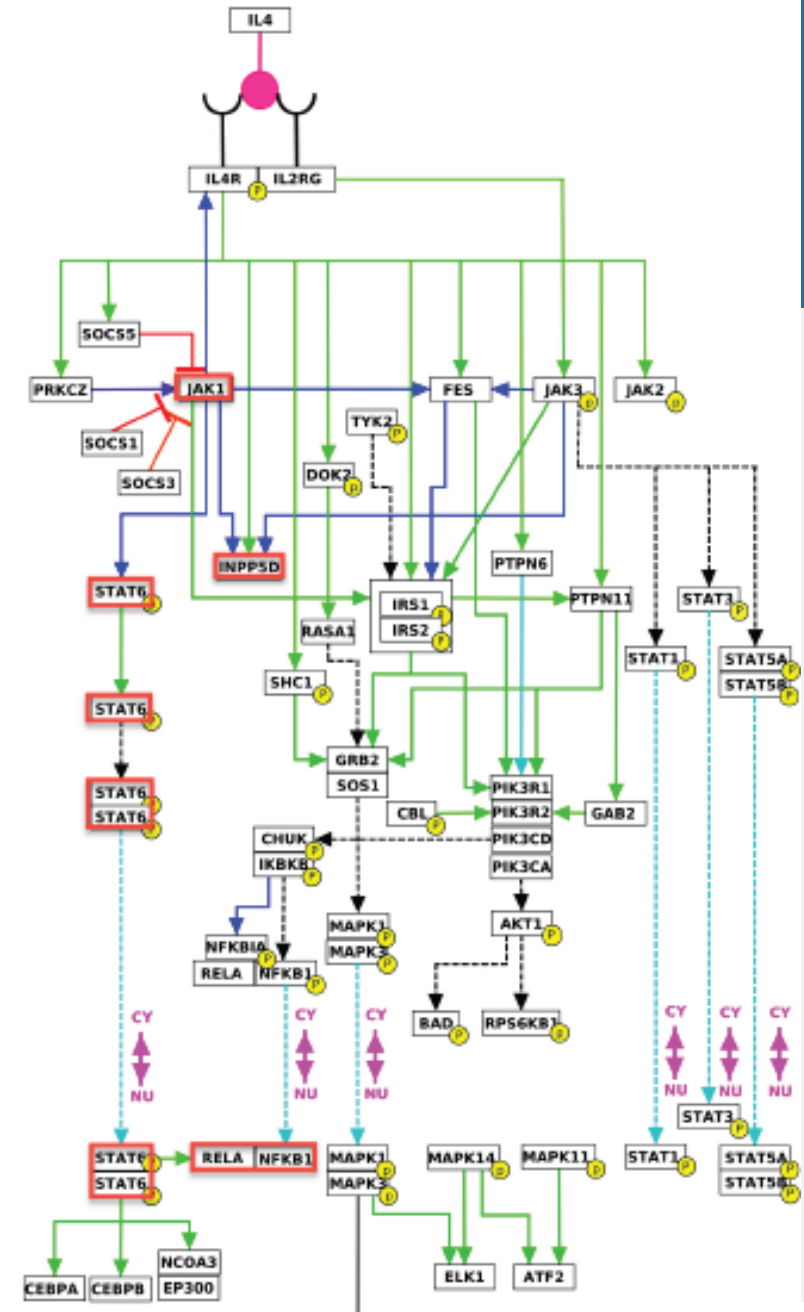 IL4
IL4R IL2RG
P
SOCS5
PRKCZ JAK1 FES JAK3 JAK2
P P
TYK2
P
SOCS1
SOCS3
DOK2
P
INPP5D
PTPN6
STAT6
P
IRS1
P
IRS2
P
PTPN11
STAT3
P
RASA1
STAT1
P
STAT5A
P
STAT5B
P
SHC1
P
STAT6
P
GRB2
SOS1
STAT6
P
STAT6
P
PIK3R1
PIK3R2
PIK3CD
PIK3CA
CBL
P
GAB2
CHUK
P
IKBKB
P
MAPK1
P
MAPK3
P
AKT1
P
NFKBIA
P
RELA NFKB1
P
BAD
P
RPS6KB1
P
CY CY CY CY CY CY
NU NU NU NU NU NU
STAT3
P
STAT6
P
STAT6
P
RELA NFKB1
MAPK1
P
MAPK3
P
MAPK14
P
MAPK11
P
STAT1
P
STAT5A
P
STAT5B
P
CEBPA CEBPB
NCOA3
EP300
ELK1 ATF2